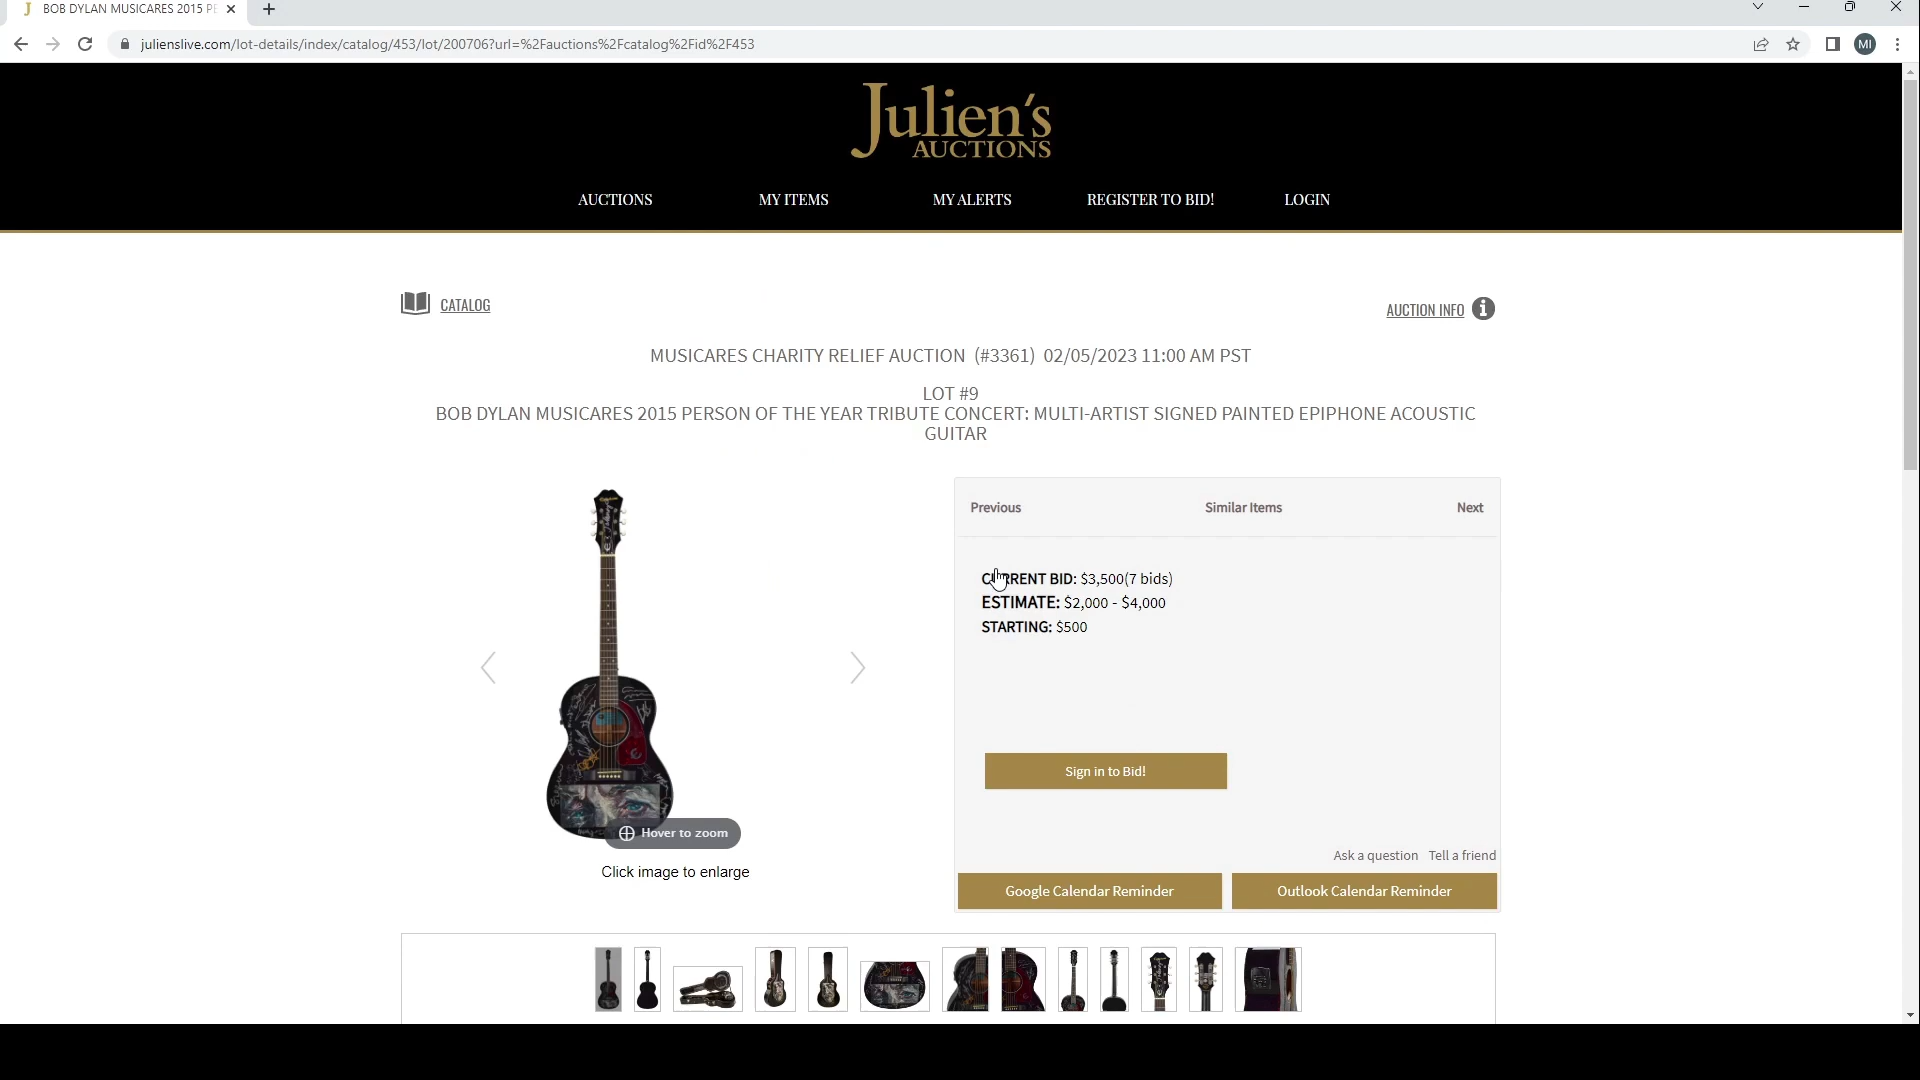 BOB DYLAN MUSICARES 2015 PE
julienslive.com/lot-details/index/catalog/453/lot/200706?url=%2Fauctions%2Fcatalog%2Fid%2F453
MI
Julien's
AUCTIONS
AUCTIONS MY ITEMS MY ALERTS REGISTER TO BID! LOGIN
CATALOG
AUCTION INFO
MUSICARES CHARITY RELIEF AUCTION (#3361) 02/05/2023 11:00 AM PST
LOT #9
BOB DYLAN MUSICARES 2015 PERSON OF THE YEAR TRIBUTE CONCERT: MULTI-ARTIST SIGNED PAINTED EPIPHONE ACOUSTIC
GUITAR
Previous Similar Items Next
CURRENT BID: $3,500(7 bids)
ESTIMATE: $2,000 - $4,000
STARTING: $500
Sign in to Bid!
Hover to zoom
Click image to enlarge
Ask a question Tell a friend
Google Calendar Reminder Outlook Calendar Reminder